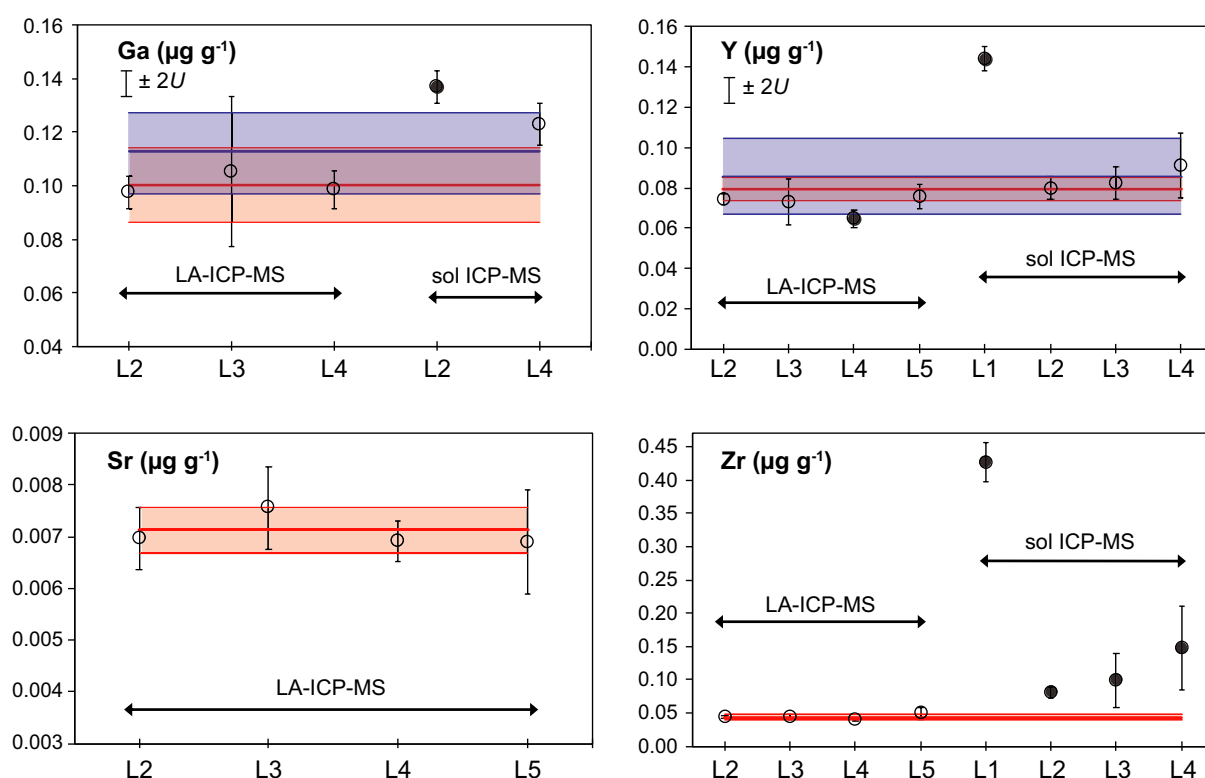 0.16
0.14
0.12
0.10
0.08
0.06
0.04
Ga (µg g⁻¹)
± 2U
LA-ICP-MS
sol ICP-MS
L2 L3 L4 L2 L4
0.16
0.14
0.12
0.10
0.08
0.06
0.04
0.02
0.00
Y (µg g⁻¹)
± 2U
LA-ICP-MS
sol ICP-MS
L2 L3 L4 L5 L1 L2 L3 L4
0.009
0.008
0.007
0.006
0.005
0.004
0.003
Sr (µg g⁻¹)
LA-ICP-MS
L2 L3 L4 L5
0.45
0.40
0.35
0.30
0.25
0.20
0.15
0.10
0.05
0.00
Zr (µg g⁻¹)
sol ICP-MS
LA-ICP-MS
L2 L3 L4 L5 L1 L2 L3 L4